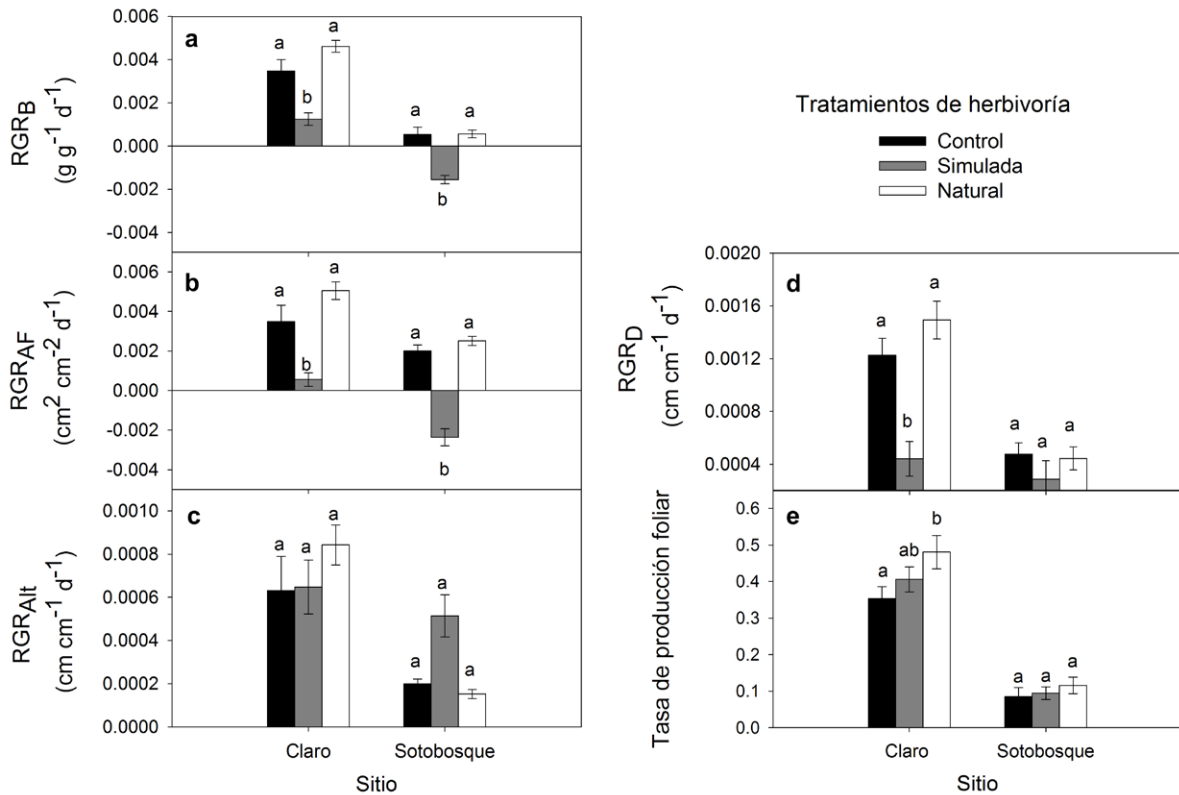 a
RGR_B
(g g⁻¹ d⁻¹)
0.006
0.004
0.002
0.000
-0.002
-0.004
a
b
a
a
b
a
b
RGR_AF
(cm² cm⁻² d⁻¹)
0.006
0.004
0.002
0.000
-0.002
-0.004
a
b
a
a
b
a
c
RGR_Alt
(cm cm⁻¹ d⁻¹)
0.0010
0.0008
0.0006
0.0004
0.0002
0.0000
a
a
a
a
a
a
Claro
Sotobosque
Sitio
Tratamientos de herbivoría
Control
Simulada
Natural
d
RGR_D
(cm cm⁻¹ d⁻¹)
0.0020
0.0016
0.0012
0.0008
0.0004
a
b
a
a
a
a
e
Tasa de producción foliar
0.6
0.5
0.4
0.3
0.2
0.1
0.0
a
ab
b
a
a
a
Claro
Sotobosque
Sitio